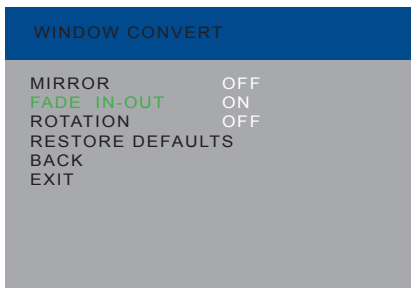 WINDOW CONVERT
MIRROR OFF
FADE IN-OUT ON
ROTATION OFF
RESTORE DEFAULTS
BACK
EXIT